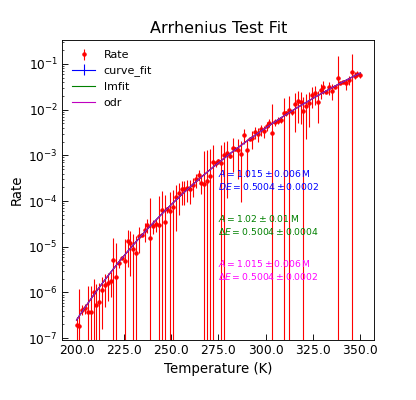 Arrhenius Test Fit
Rate
curve_fit
lmfit
odr
A = 1.015 ± 0.006 M
DE = 0.5004 ± 0.0002
A = 1.02 ± 0.01 M
ΔE = 0.5004 ± 0.0004
A = 1.015 ± 0.006 M
ΔE = 0.5004 ± 0.0002
Rate
10⁻¹
10⁻²
10⁻³
10⁻⁴
10⁻⁵
10⁻⁶
10⁻⁷
200.0 225.0 250.0 275.0 300.0 325.0 350.0
Temperature (K)